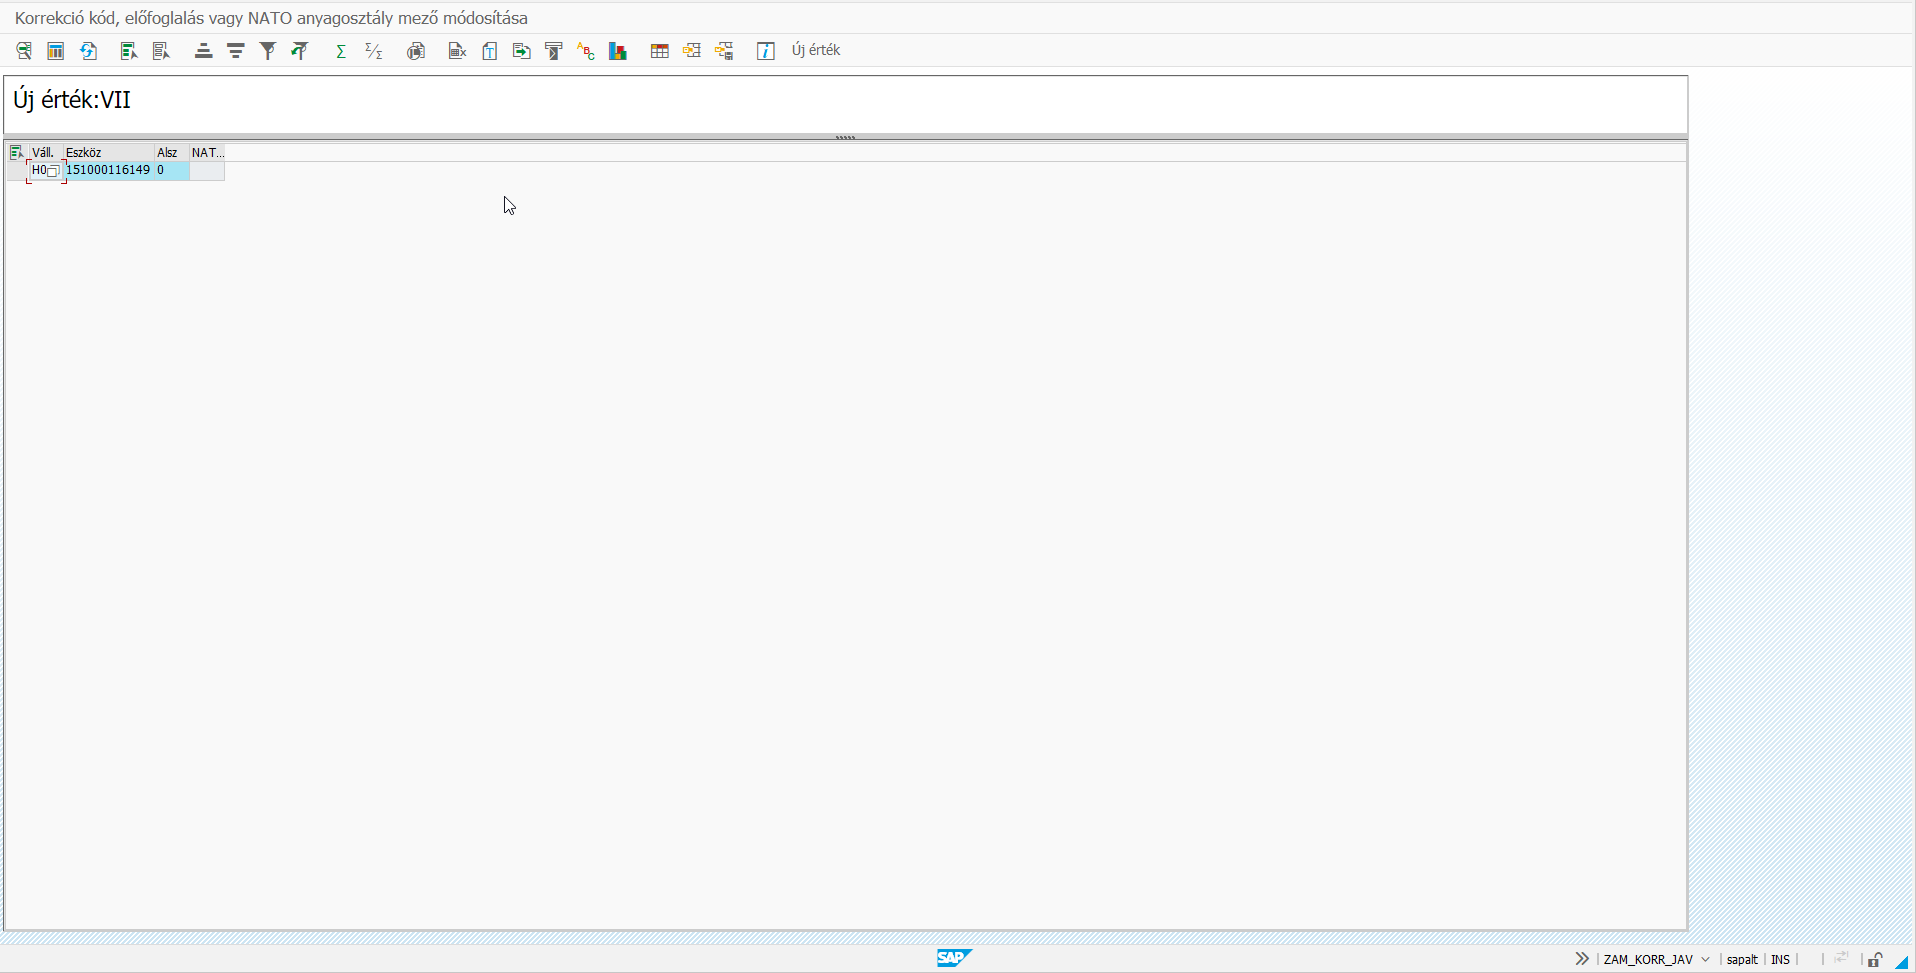 Korrekció kód, előfoglalás vagy NATO anyagosztály mező módosítása
Új érték
Új érték:VII
Váll. Eszköz Alsz NAT...
H0 151000116149 0
SAP ZAM_KORR_JAV sapalt INS